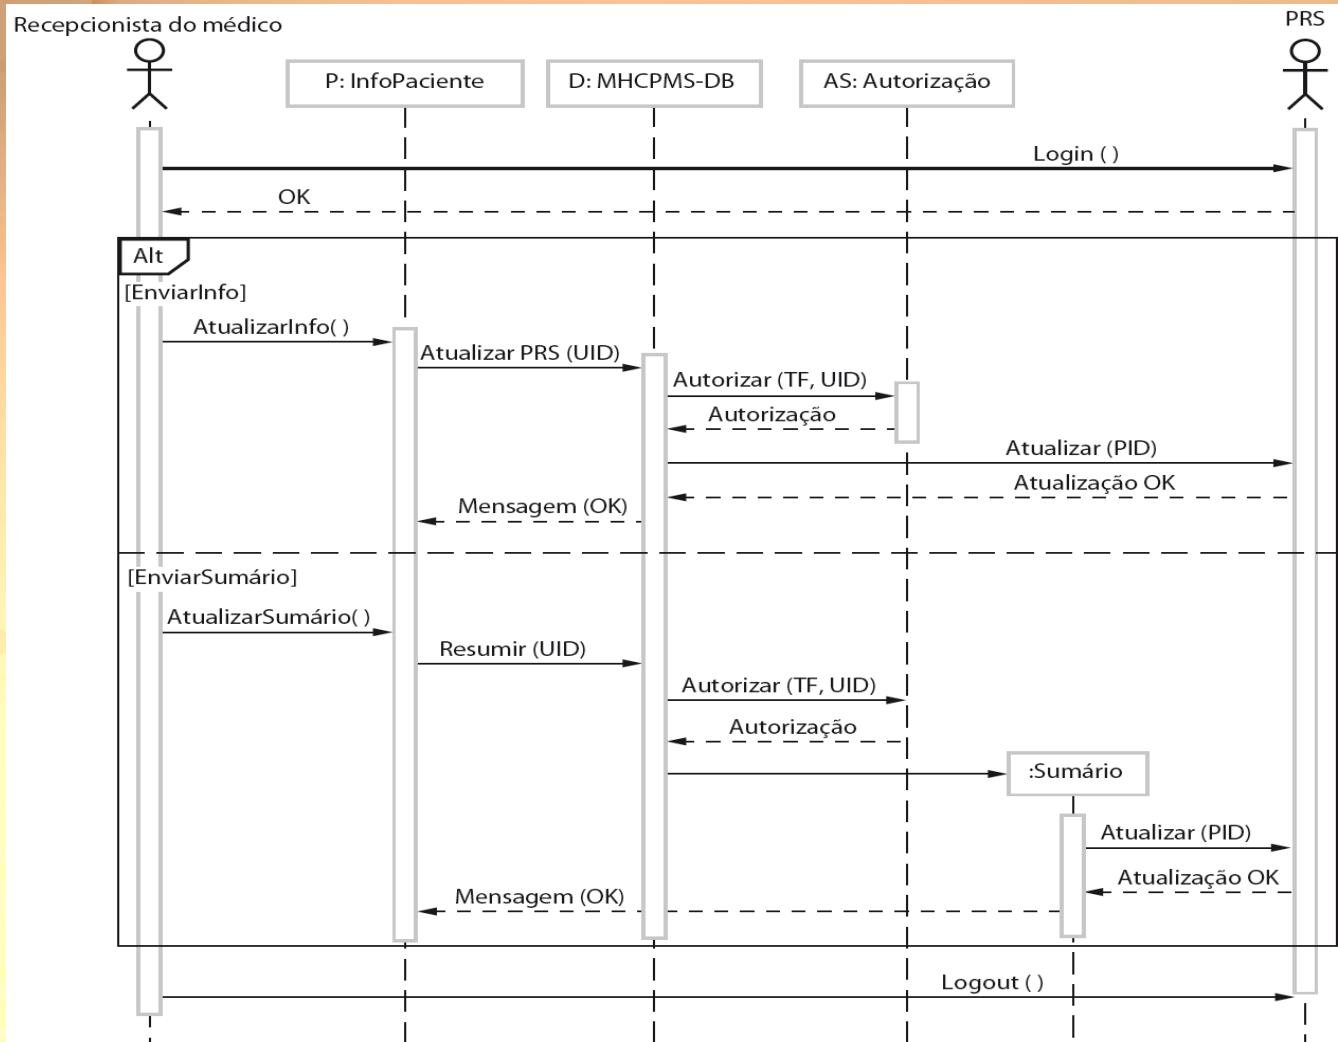 Recepcionista do médico
PRS
P: InfoPaciente
D: MHCPMS-DB
AS: Autorização
Login ( )
OK
Alt
[EnviarInfo]
AtualizarInfo( )
Atualizar PRS (UID)
Autorizar (TF, UID)
Autorização
Atualizar (PID)
Atualização OK
Mensagem (OK)
[EnviarSumário]
AtualizarSumário( )
Resumir (UID)
Autorizar (TF, UID)
Autorização
:Sumário
Atualizar (PID)
Atualização OK
Mensagem (OK)
Logout ( )